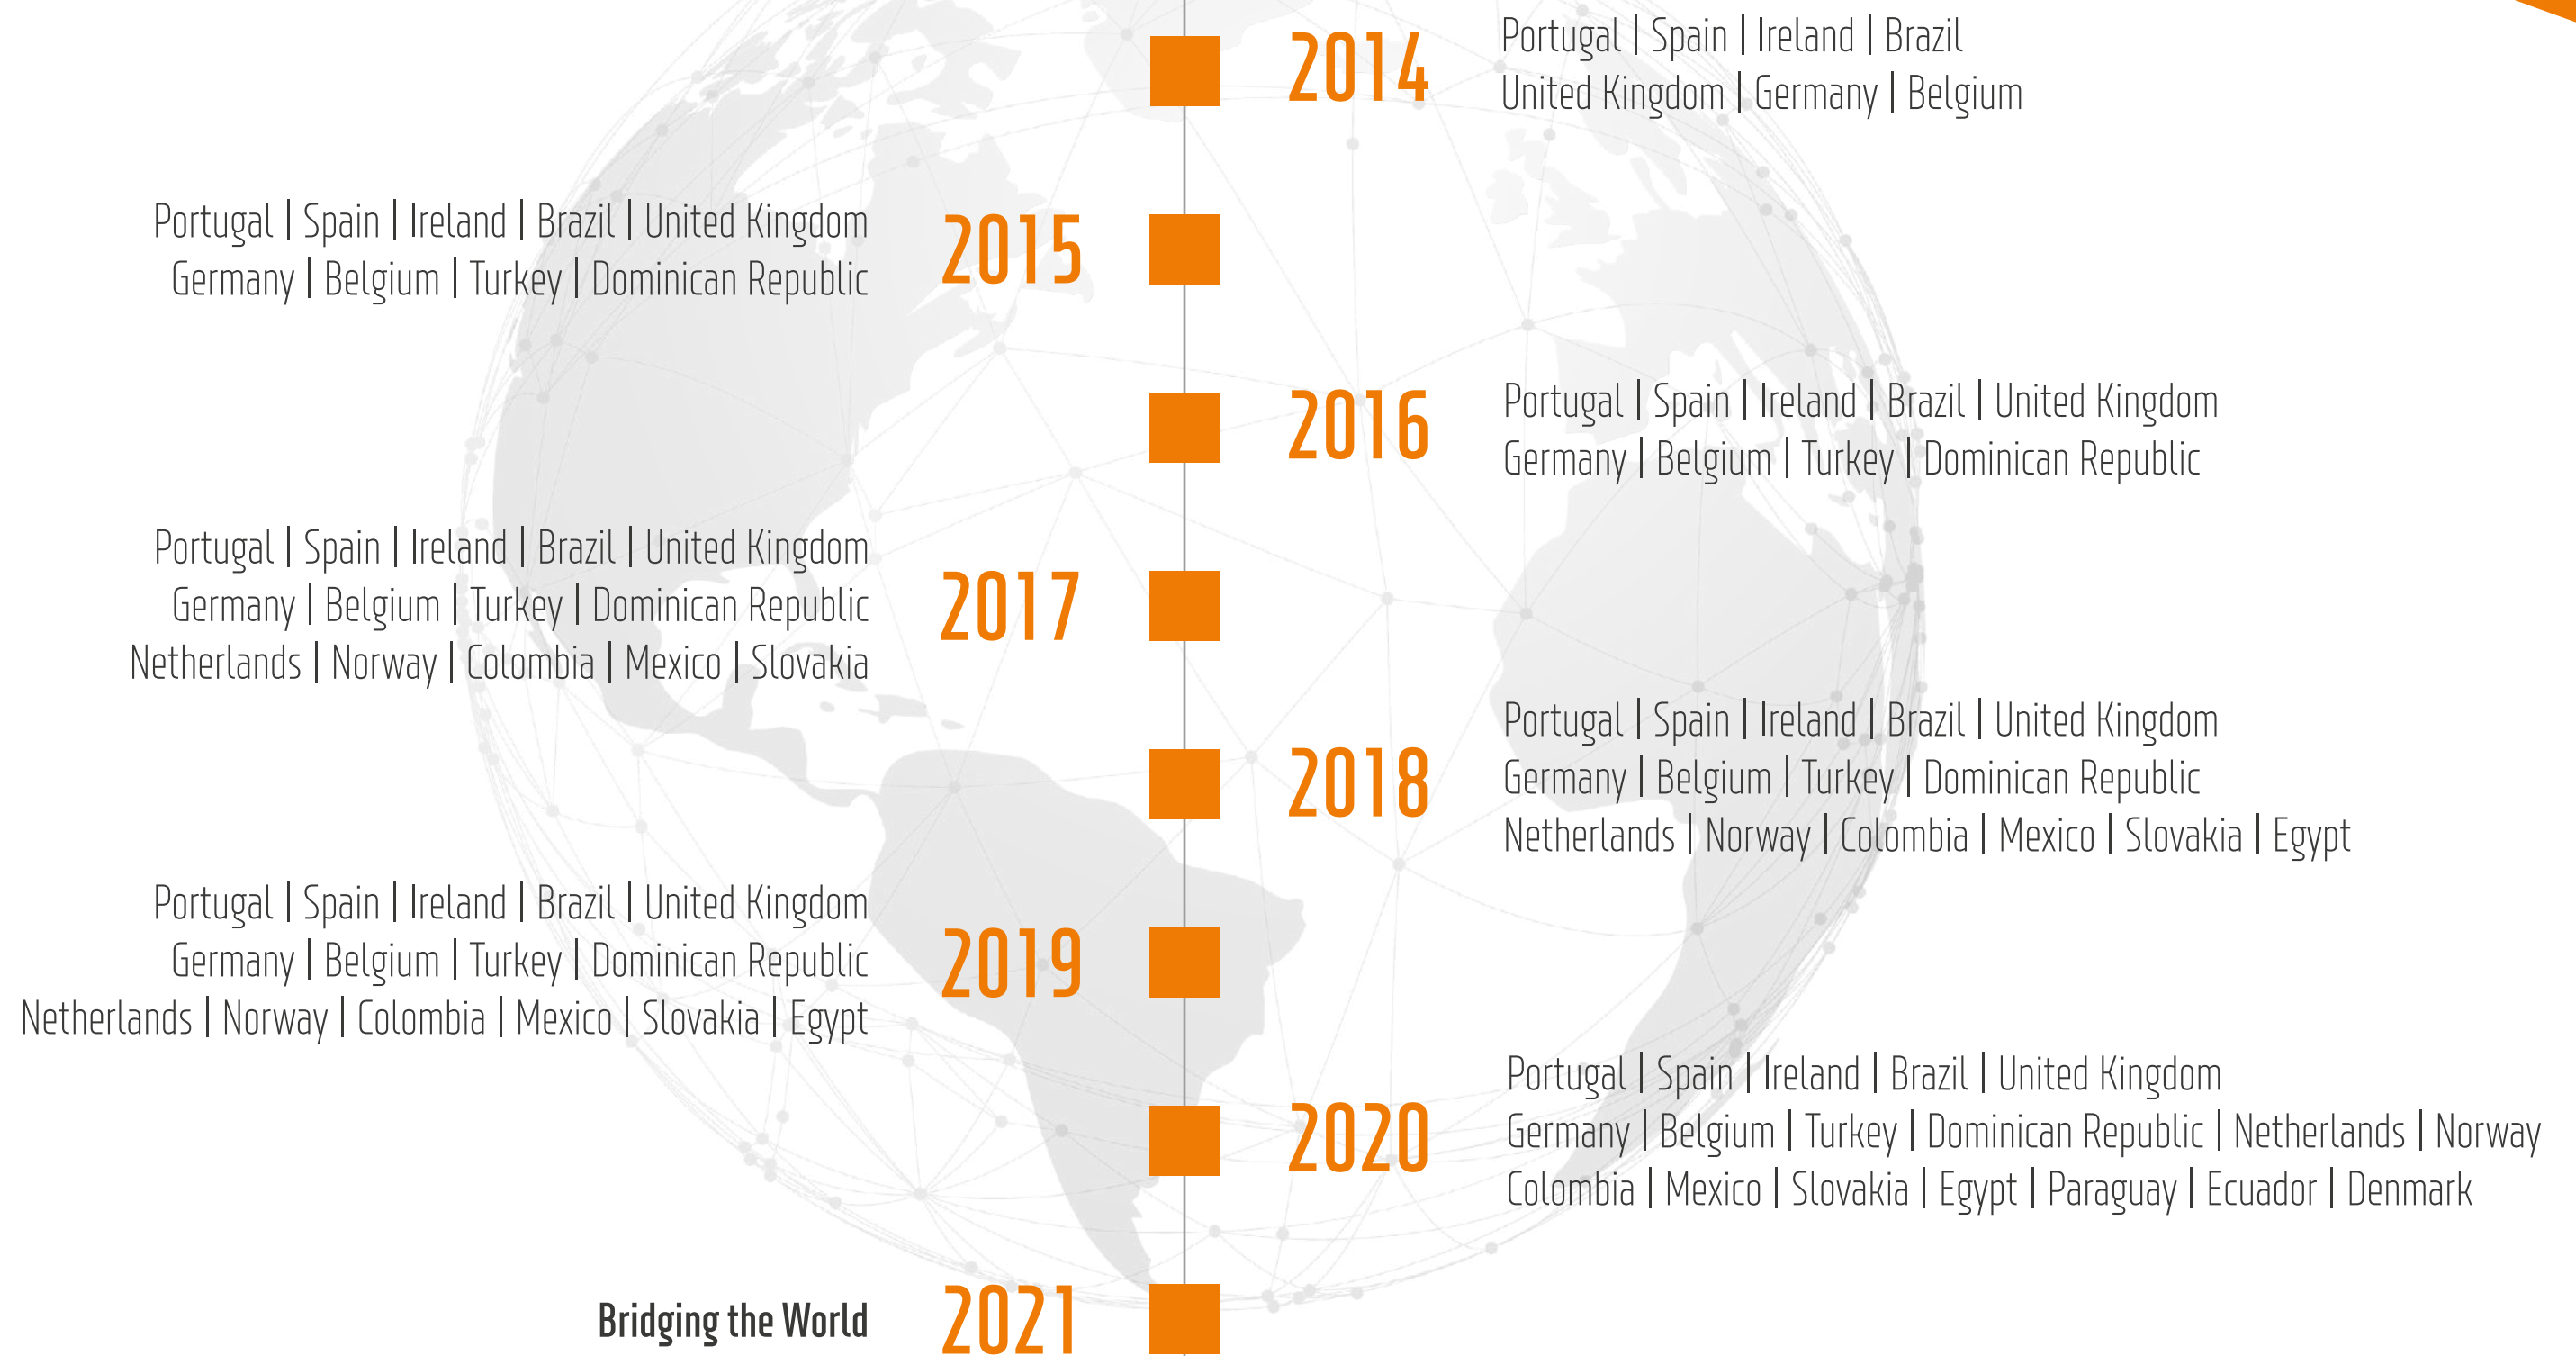 2014
Portugal | Spain | Ireland | Brazil
United Kingdom | Germany | Belgium
Portugal | Spain | Ireland | Brazil | United Kingdom
Germany | Belgium | Turkey | Dominican Republic
2015
2016
Portugal | Spain | Ireland | Brazil | United Kingdom
Germany | Belgium | Turkey | Dominican Republic
Portugal | Spain | Ireland | Brazil | United Kingdom
Germany | Belgium | Turkey | Dominican Republic
Netherlands | Norway | Colombia | Mexico | Slovakia
2017
2018
Portugal | Spain | Ireland | Brazil | United Kingdom
Germany | Belgium | Turkey | Dominican Republic
Netherlands | Norway | Colombia | Mexico | Slovakia | Egypt
Portugal | Spain | Ireland | Brazil | United Kingdom
Germany | Belgium | Turkey | Dominican Republic
Netherlands | Norway | Colombia | Mexico | Slovakia | Egypt
2019
2020
Portugal | Spain | Ireland | Brazil | United Kingdom
Germany | Belgium | Turkey | Dominican Republic | Netherlands | Norway
Colombia | Mexico | Slovakia | Egypt | Paraguay | Ecuador | Denmark
Bridging the World
2021